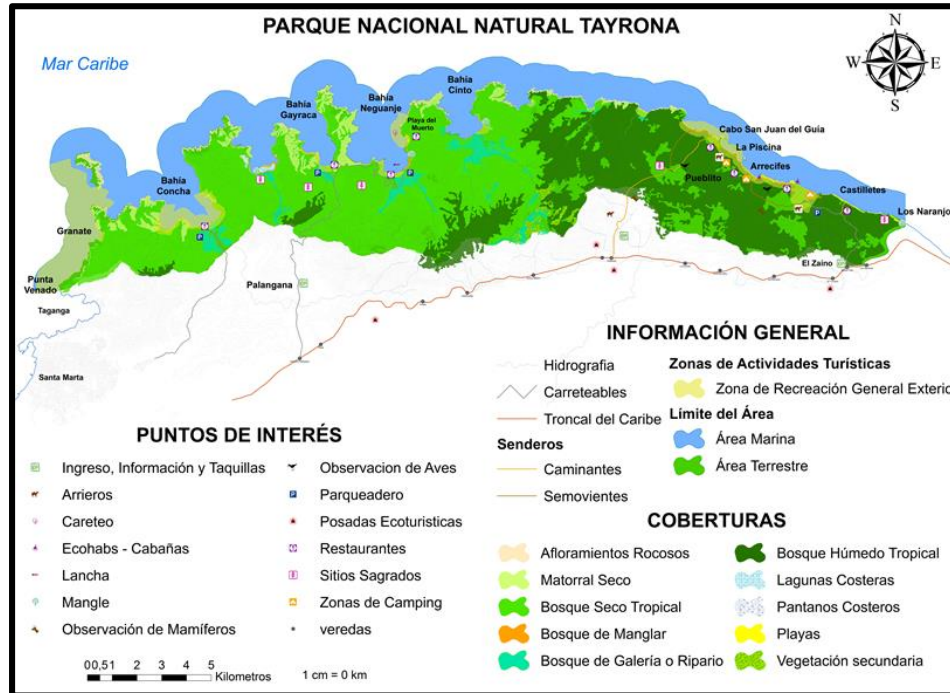 PARQUE NACIONAL NATURAL TAYRONA
Mar Caribe
N
W
E
S
Bahía
Cinto
Bahía
Neguanje
Bahía
Gayraca
Playa del
Muerto
Cabo San Juan del Guía
La Piscina
Arrecifes
Pueblito
Castilletes
Los Naranjo
Bahía
Concha
Granate
El Zaino
Punta
Venado
Palangana
Taganga
Santa Marta
INFORMACIÓN GENERAL
Hidrografia
Carreteables
Troncal del Caribe
Senderos
Caminantes
Semovientes
Zonas de Actividades Turísticas
Zona de Recreación General Exterio
Límite del Área
Área Marina
Área Terrestre
PUNTOS DE INTERÉS
Ingreso, Información y Taquillas
Arrieros
Careteo
Ecohabs - Cabañas
Lancha
Mangle
Observación de Mamíferos
Observacion de Aves
Parqueadero
Posadas Ecoturisticas
Restaurantes
Sitios Sagrados
Zonas de Camping
veredas
COBERTURAS
Afloramientos Rocosos
Matorral Seco
Bosque Seco Tropical
Bosque de Manglar
Bosque de Galería o Ripario
Bosque Húmedo Tropical
Lagunas Costeras
Pantanos Costeros
Playas
Vegetación secundaria
0 0,5 1 2 3 4 5
Kilometros
1 cm = 0 km